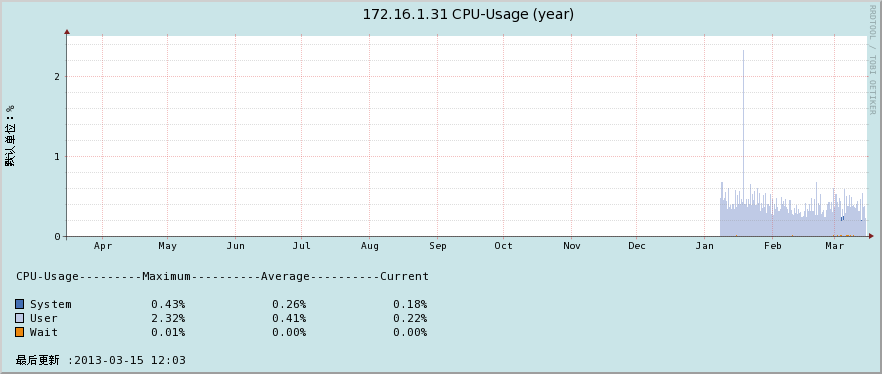 172.16.1.31 CPU-Usage (year)
RRDTOOL / TOBI OETIKER
默认单位：%
2
1
0
Apr May Jun Jul Aug Sep Oct Nov Dec Jan Feb Mar
CPU-Usage---------Maximum----------Average----------Current
System 0.43% 0.26% 0.18%
User 2.32% 0.41% 0.22%
Wait 0.01% 0.00% 0.00%
最后更新 :2013-03-15 12:03